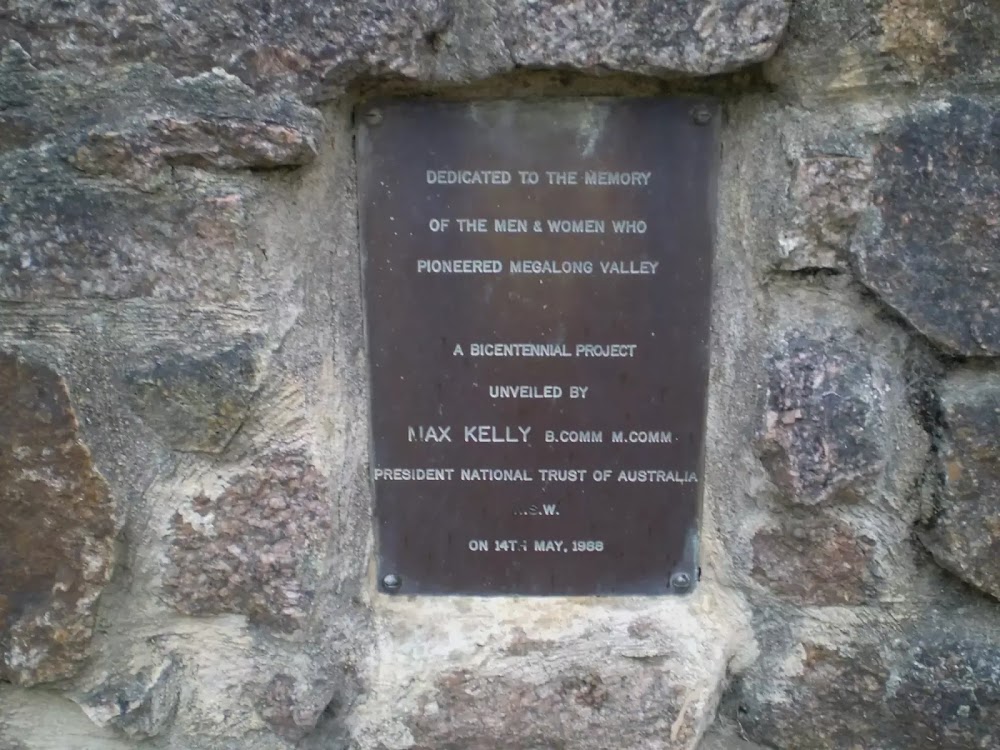 DEDICATED TO THE MEMORY
OF THE MEN & WOMEN WHO
PIONEERED MEGALONG VALLEY
A BICENTENNIAL PROJECT
UNVEILED BY
MAX KELLY B.COMM M.COMM
PRESIDENT NATIONAL TRUST OF AUSTRALIA
N.S.W.
ON 14TH MAY, 1988